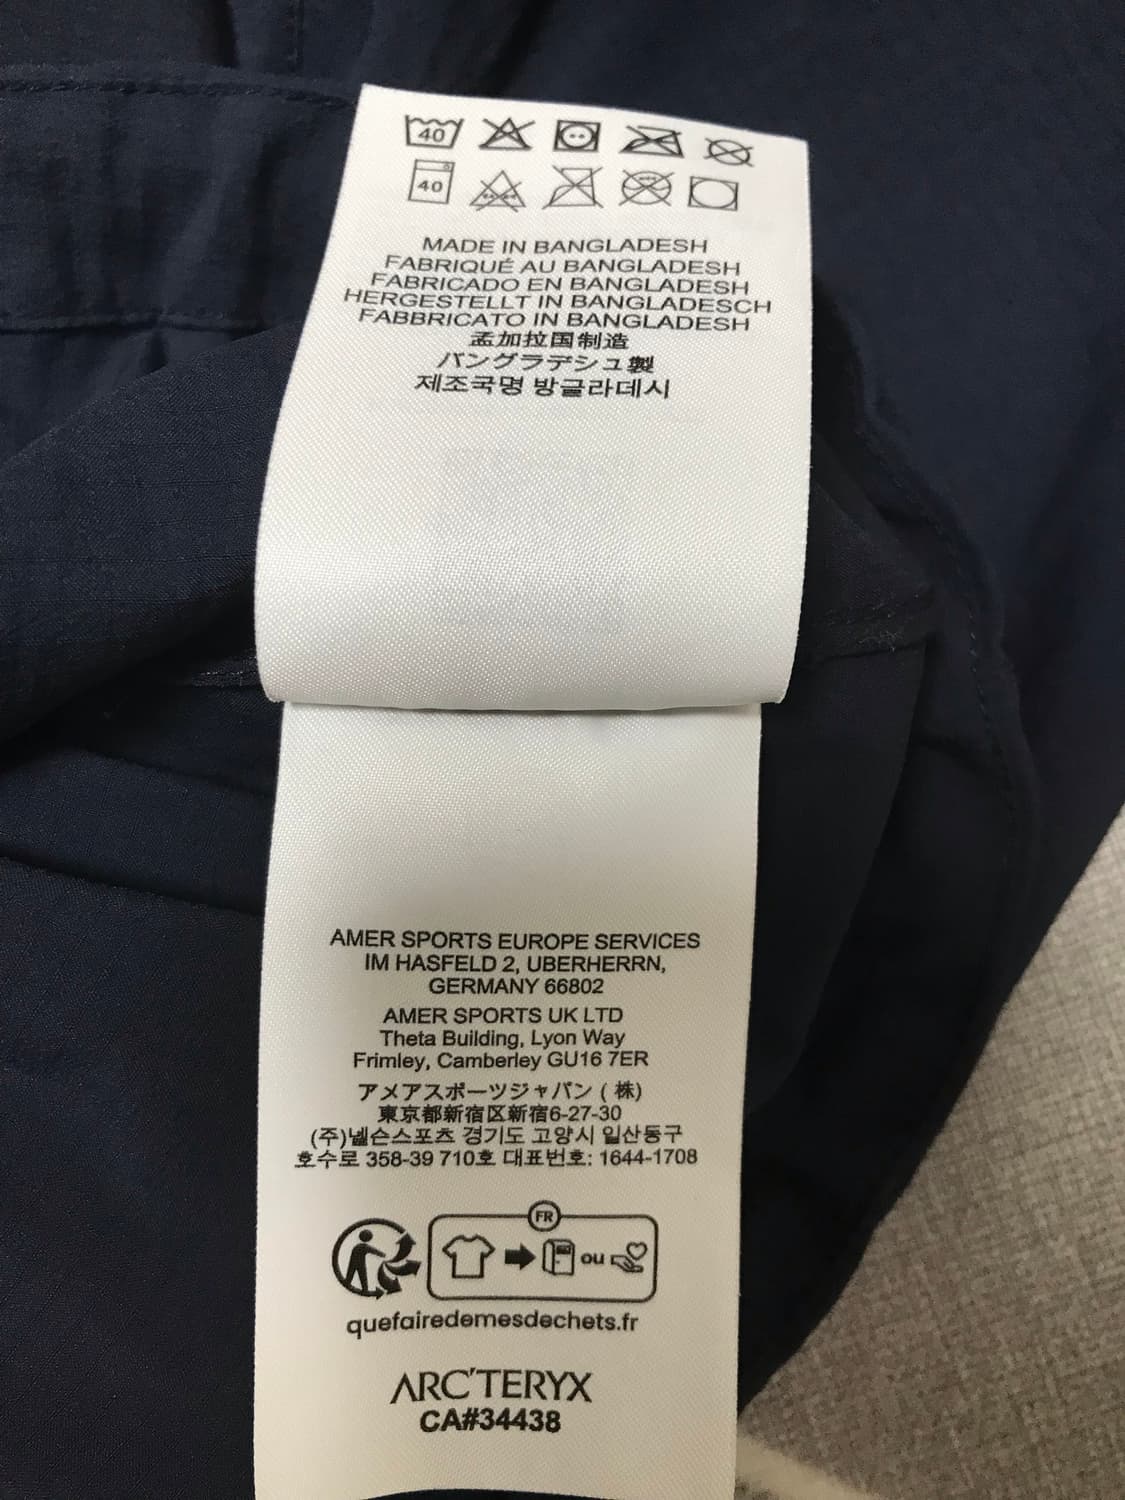 40
40
MADE IN BANGLADESH
FABRIQUÉ AU BANGLADESH
FABRICADO EN BANGLADESH
HERGESTELLT IN BANGLADESCH
FABBRICATO IN BANGLADESH
孟加拉国制造
バングラデシュ製
제조국명 방글라데시
AMER SPORTS EUROPE SERVICES
IM HASFELD 2, UBERHERRN,
GERMANY 66802
AMER SPORTS UK LTD
Theta Building, Lyon Way
Frimley, Camberley GU16 7ER
アメアスポーツジャパン ( 株)
東京都新宿区新宿6-27-30
(주)넬슨스포츠 경기도 고양시 일산동구
호수로 358-39 710호 대표번호: 1644-1708
FR
ou
quefairedemesdechets.fr
ARC'TERYX
CA#34438